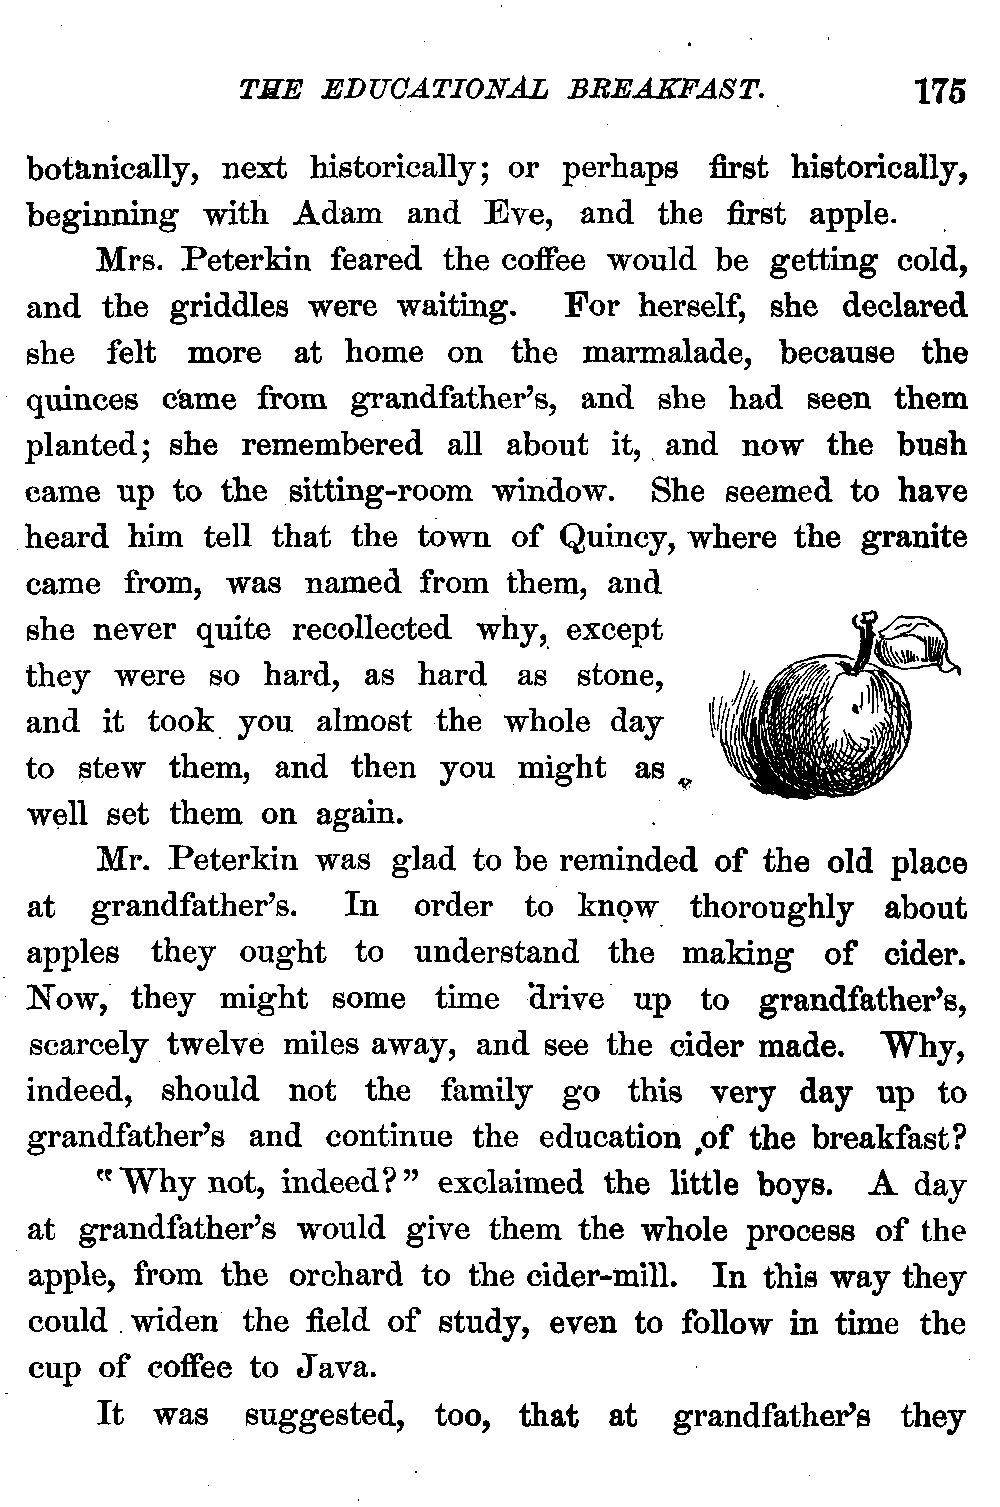 THE EDUCATIONAL BREAKFAST. 175
botanically, next historically; or perhaps first historically,
beginning with Adam and Eve, and the first apple.
Mrs. Peterkin feared the coffee would be getting cold,
and the griddles were waiting. For herself, she declared
she felt more at home on the marmalade, because the
quinces came from grandfather's, and she had seen them
planted; she remembered all about it, and now the bush
came up to the sitting-room window. She seemed to have
heard him tell that the town of Quincy, where the granite
came from, was named from them, and
she never quite recollected why, except
they were so hard, as hard as stone,
and it took you almost the whole day
to stew them, and then you might as
well set them on again.
Mr. Peterkin was glad to be reminded of the old place
at grandfather's. In order to know thoroughly about
apples they ought to understand the making of cider.
Now, they might some time drive up to grandfather's,
scarcely twelve miles away, and see the cider made. Why,
indeed, should not the family go this very day up to
grandfather's and continue the education of the breakfast?
"Why not, indeed?" exclaimed the little boys. A day
at grandfather's would give them the whole process of the
apple, from the orchard to the cider-mill. In this way they
could widen the field of study, even to follow in time the
cup of coffee to Java.
It was suggested, too, that at grandfather's they